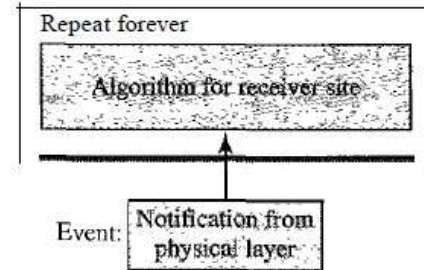 Repeat forever
Algorithm for receiver site
Event:
Notification from
physical layer